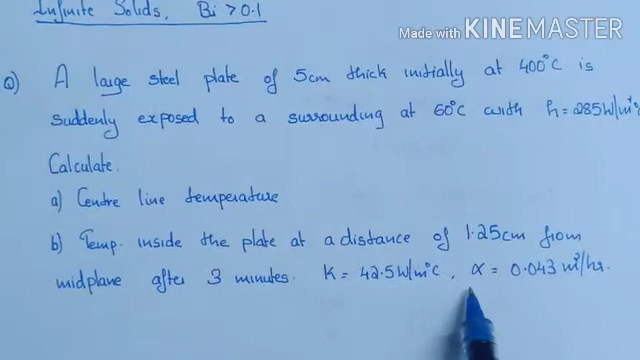 Infinite Solids, Bi > 0.1
Made with KINEMASTER
Q) A large steel plate of 5cm thick initially at 400°C is
suddenly exposed to a surrounding at 60°C with h = 285W/m²
Calculate.
a) Centre line temperature
b) Temp. inside the plate at a distance of 1.25cm from
midplane after 3 minutes. K = 42.5W/m°C, α = 0.043 m²/hr.